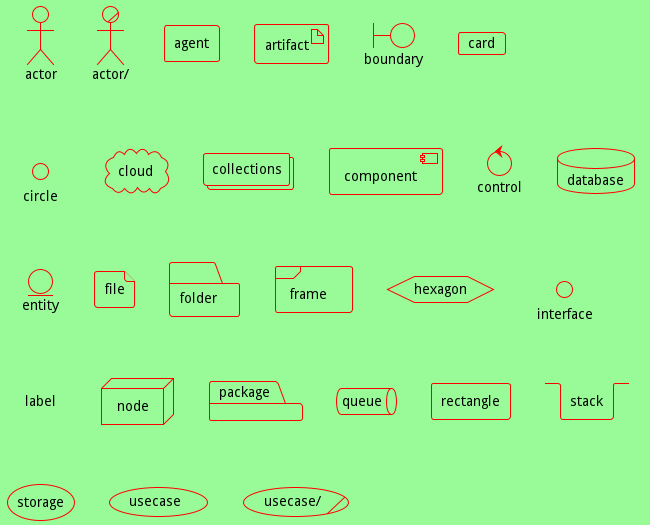 actor
actor/
agent
artifact
boundary
card
circle
cloud
collections
component
control
database
entity
file
folder
frame
hexagon
interface
label
node
package
queue
rectangle
stack
storage
usecase
usecase/